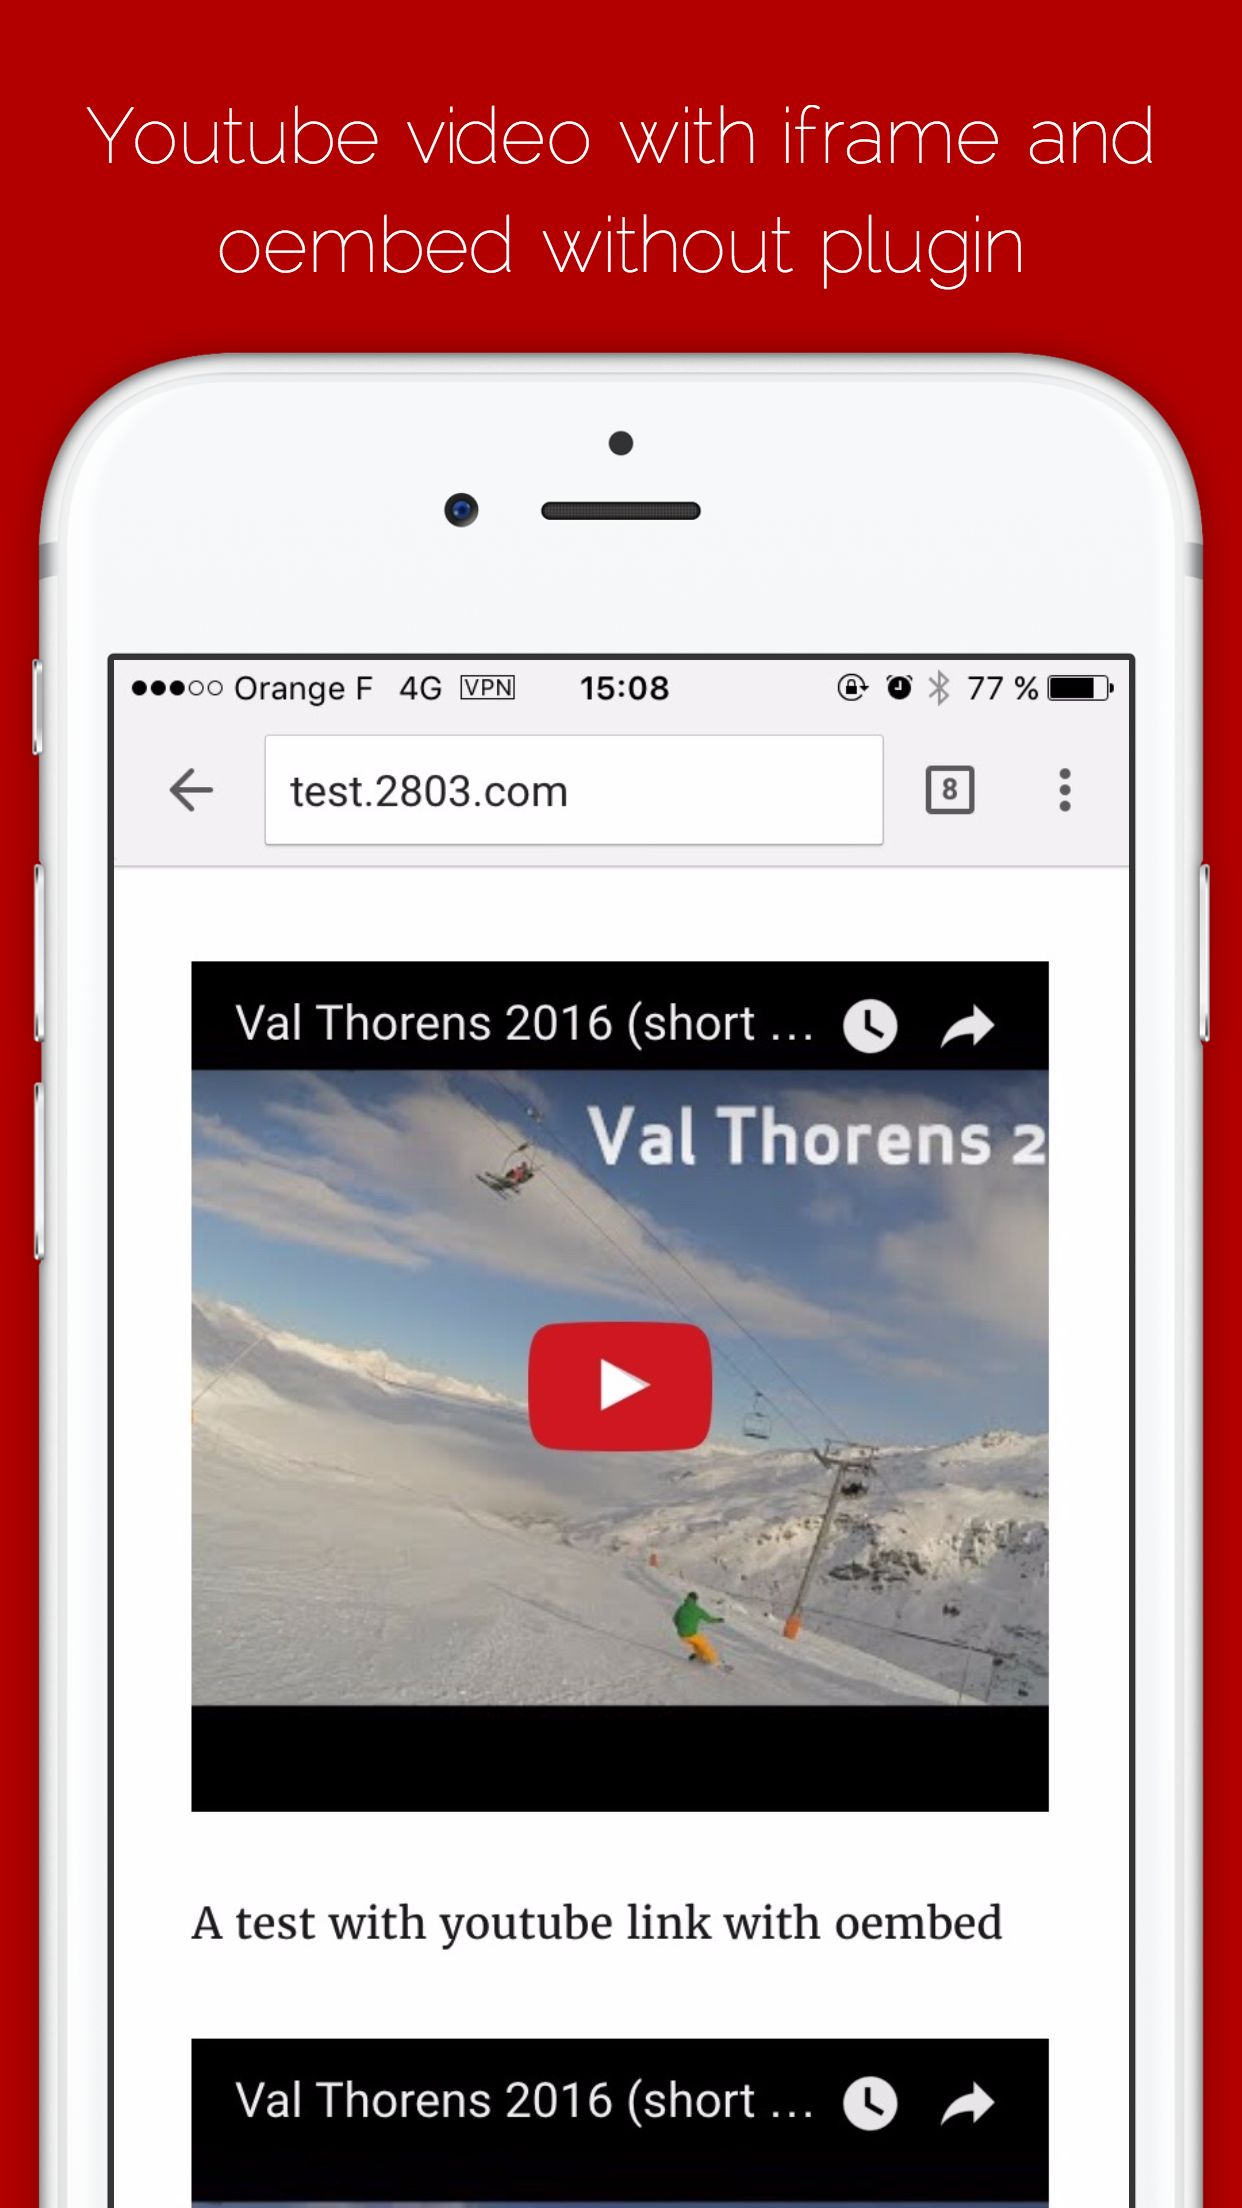 Youtube video with iframe and
oembed without plugin
Orange F 4G VPN 15:08 77 %
test.2803.com 8
Val Thorens 2016 (short ...
Val Thorens 2
A test with youtube link with oembed
Val Thorens 2016 (short ...